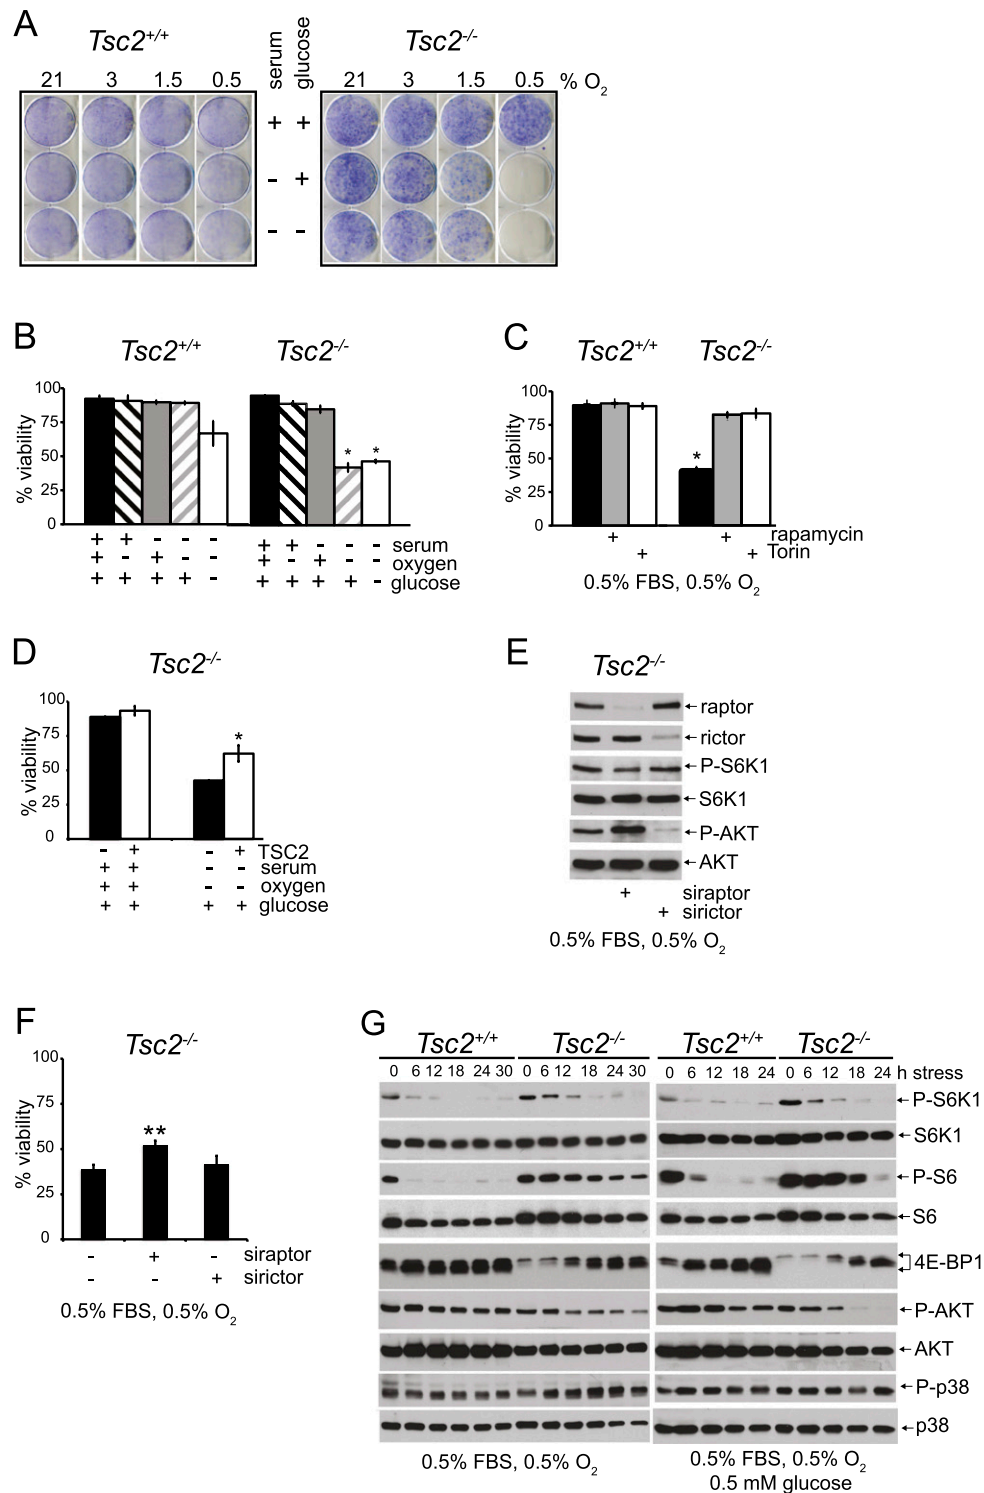 A
Tsc2+/+ serum glucose Tsc2-/-
21 3 1.5 0.5 21 3 1.5 0.5 % O2
+ +
- +
- -
B
Tsc2+/+ Tsc2-/-
% viability
100
75
50
25
0
* *
+ + - - - + + - - - serum
+ - + - - + - + - - oxygen
+ + + + - + + + + - glucose
C
Tsc2+/+ Tsc2-/-
% viability
100
75
50
25
0
*
+ + rapamycin
+ + Torin
0.5% FBS, 0.5% O2
D
Tsc2-/-
% viability
100
75
50
25
0
*
- + - + TSC2
+ + - - serum
+ + - - oxygen
+ + + + glucose
E
Tsc2-/-
raptor
rictor
P-S6K1
S6K1
P-AKT
AKT
+ siraptor
+ sirictor
0.5% FBS, 0.5% O2
F
Tsc2-/-
% viability
100
75
50
25
0
**
- + - siraptor
- - + sirictor
0.5% FBS, 0.5% O2
G
Tsc2+/+ Tsc2-/- Tsc2+/+ Tsc2-/-
0 6 12 18 24 30 0 6 12 18 24 30 0 6 12 18 24 0 6 12 18 24 h stress
P-S6K1
S6K1
P-S6
S6
4E-BP1
P-AKT
AKT
P-p38
p38
0.5% FBS, 0.5% O2
0.5% FBS, 0.5% O2
0.5 mM glucose